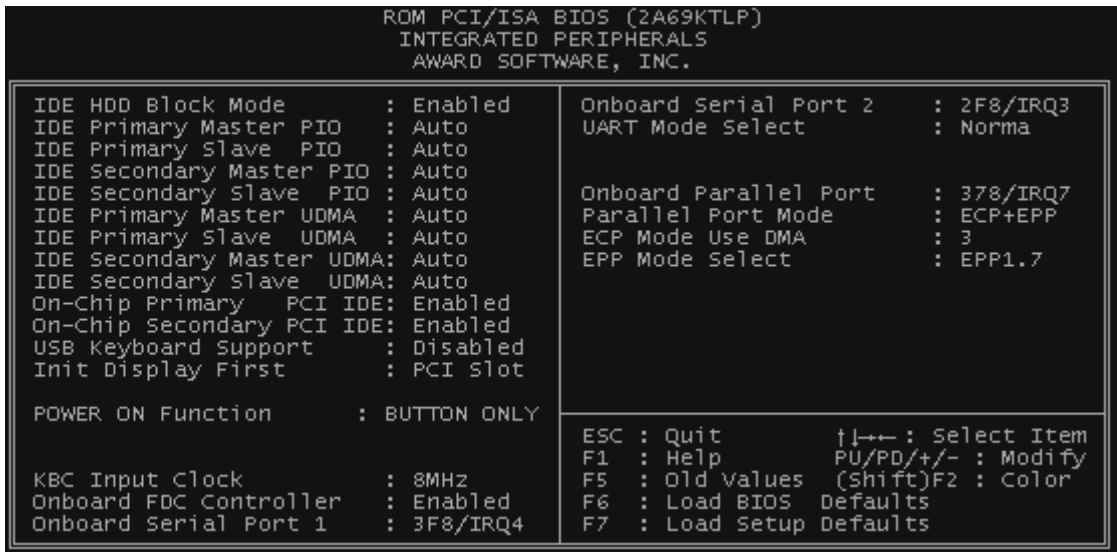 ROM PCI/ISA BIOS (2A69KTLP)
INTEGRATED PERIPHERALS
AWARD SOFTWARE, INC.
IDE HDD Block Mode : Enabled
IDE Primary Master PIO : Auto
IDE Primary Slave PIO : Auto
IDE Secondary Master PIO : Auto
IDE Secondary Slave PIO : Auto
IDE Primary Master UDMA : Auto
IDE Primary Slave UDMA : Auto
IDE Secondary Master UDMA: Auto
IDE Secondary Slave UDMA: Auto
On-Chip Primary PCI IDE: Enabled
On-Chip Secondary PCI IDE: Enabled
USB Keyboard Support : Disabled
Init Display First : PCI Slot
POWER ON Function : BUTTON ONLY
KBC Input Clock : 8MHz
Onboard FDC Controller : Enabled
Onboard Serial Port 1 : 3F8/IRQ4
Onboard Serial Port 2 : 2F8/IRQ3
UART Mode Select : Norma
Onboard Parallel Port : 378/IRQ7
Parallel Port Mode : ECP+EPP
ECP Mode Use DMA : 3
EPP Mode Select : EPP1.7
ESC : Quit ↑↓→← : Select Item
F1 : Help PU/PD/+/- : Modify
F5 : Old Values (Shift)F2 : Color
F6 : Load BIOS Defaults
F7 : Load Setup Defaults